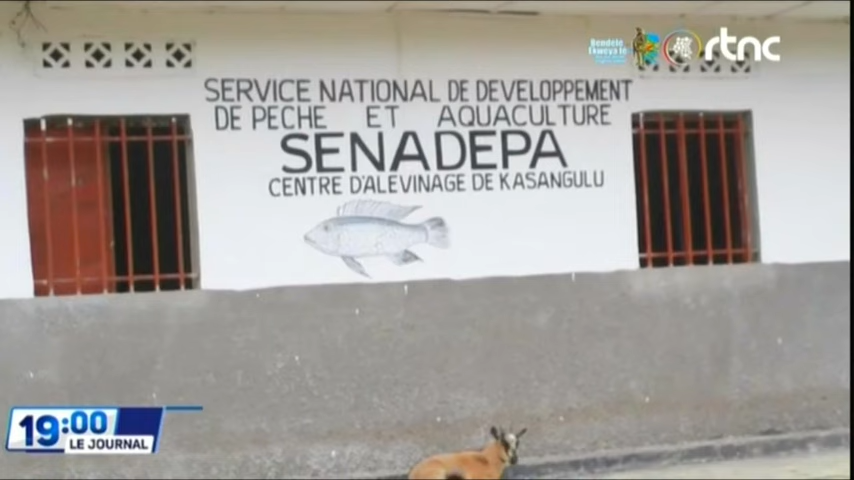 rtnc
SERVICE NATIONAL DE DEVELOPPEMENT
DE PECHE ET AQUACULTURE
SENADEPA
CENTRE D'ALEVINAGE DE KASANGULU
19:00
LE JOURNAL